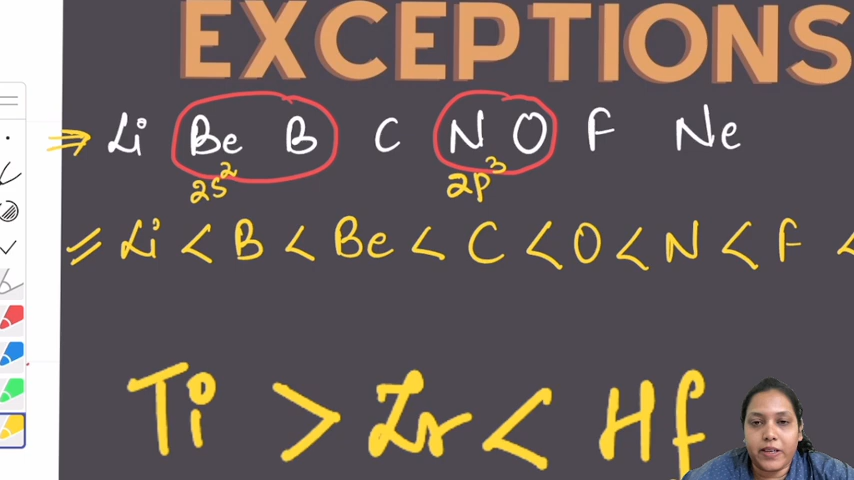 EXCEPTIONS
⇒ Li Be B C N O F Ne
2s² 2p³
= Li < B < Be < C < O < N < F <
Ti > Zr < Hf